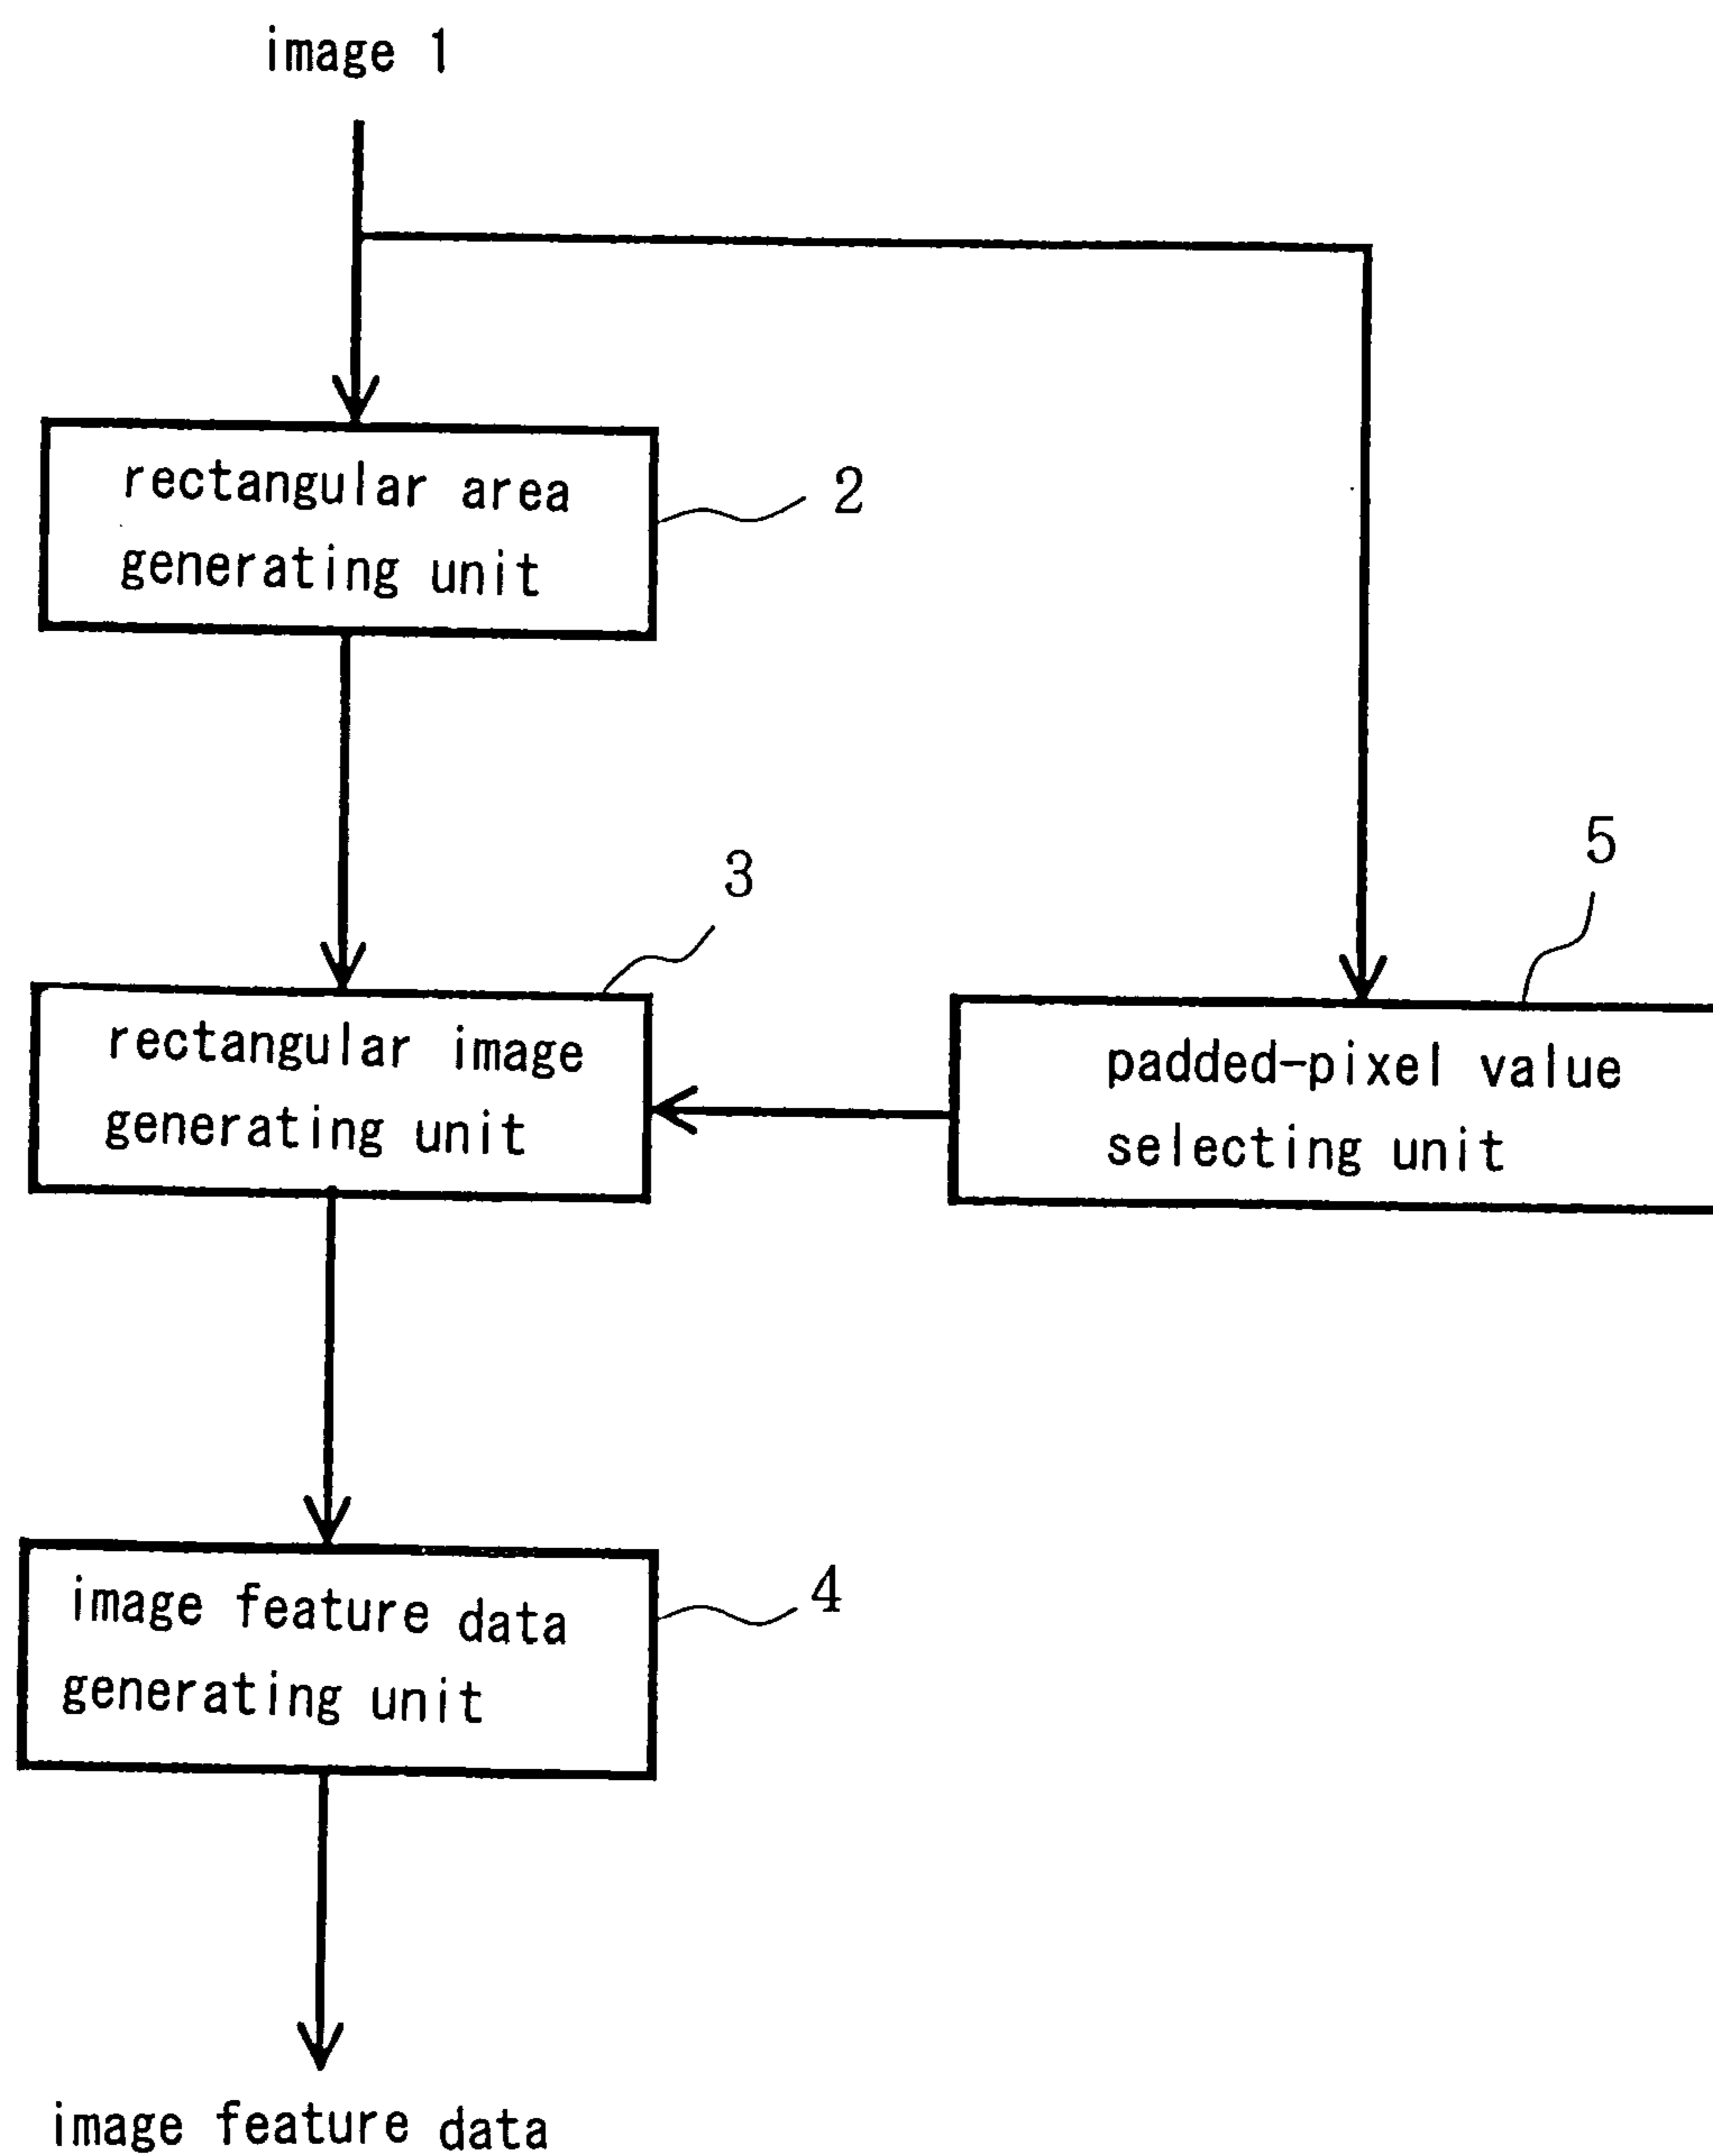 image 1
rectangular area
generating unit
2
3
5
rectangular image
generating unit
padded-pixel value
selecting unit
image feature data
generating unit
4
image feature data